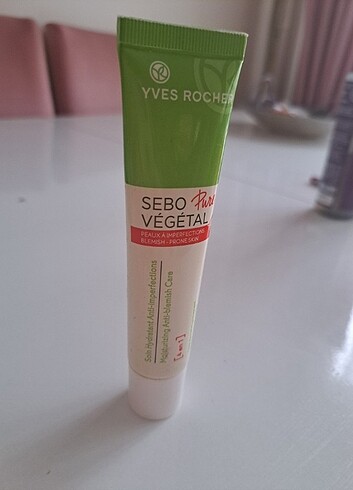 YVES ROCHER
SEBO Pure
VÉGÉTAL
PEAUX À IMPERFECTIONS
BLEMISH - PRONE SKIN
Soin Hydratant Anti-Imperfections
Moisturizing Anti-blemish Care